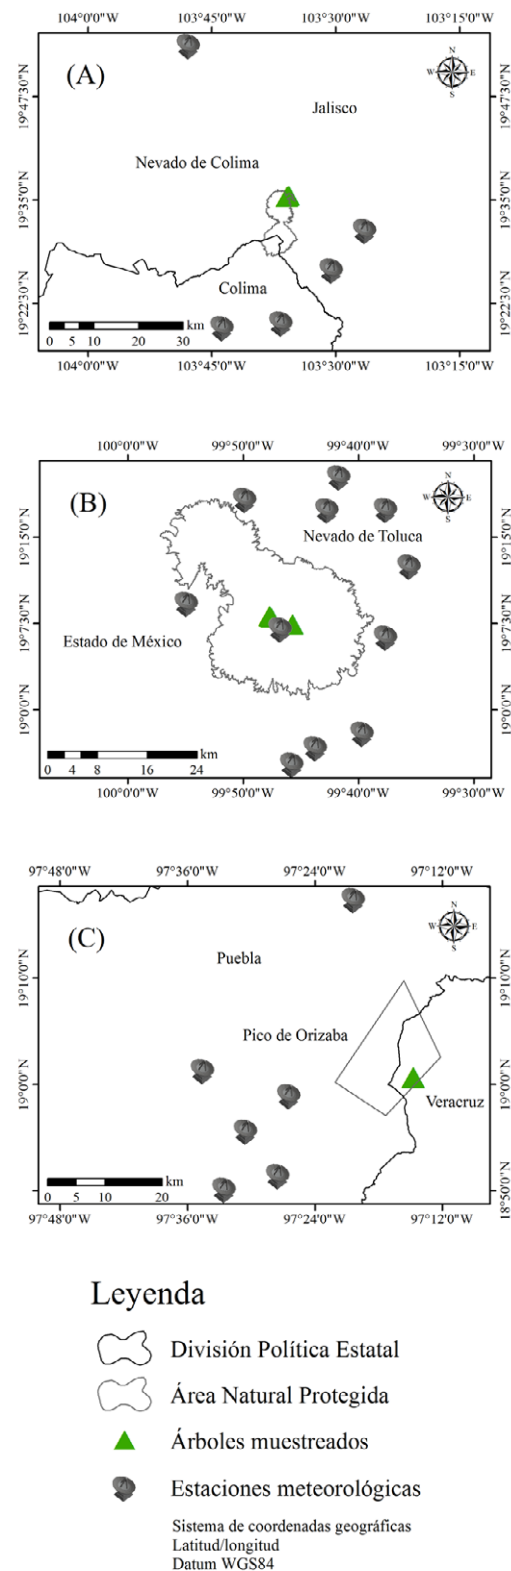 104°0'0"W 103°45'0"W 103°30'0"W 103°15'0"W
(A)
N
W E
S
Jalisco
Nevado de Colima
Colima
19°47'30"N 19°35'0"N 19°22'30"N
19°47'30"N 19°35'0"N 19°22'30"N
km
0 5 10 20 30
104°0'0"W 103°45'0"W 103°30'0"W 103°15'0"W
100°0'0"W 99°50'0"W 99°40'0"W 99°30'0"W
(B)
N
W E
S
Nevado de Toluca
Estado de México
19°15'0"N 19°7'30"N 19°0'0"N
19°15'0"N 19°7'30"N 19°0'0"N
km
0 4 8 16 24
100°0'0"W 99°50'0"W 99°40'0"W 99°30'0"W
97°48'0"W 97°36'0"W 97°24'0"W 97°12'0"W
(C)
N
W E
S
Puebla
Pico de Orizaba
Veracruz
19°10'0"N 19°0'0"N
19°10'0"N 19°0'0"N 18°50'0"N
km
0 5 10 20
97°48'0"W 97°36'0"W 97°24'0"W 97°12'0"W
Leyenda
División Política Estatal
Área Natural Protegida
Árboles muestreados
Estaciones meteorológicas
Sistema de coordenadas geográficas
Latitud/longitud
Datum WGS84